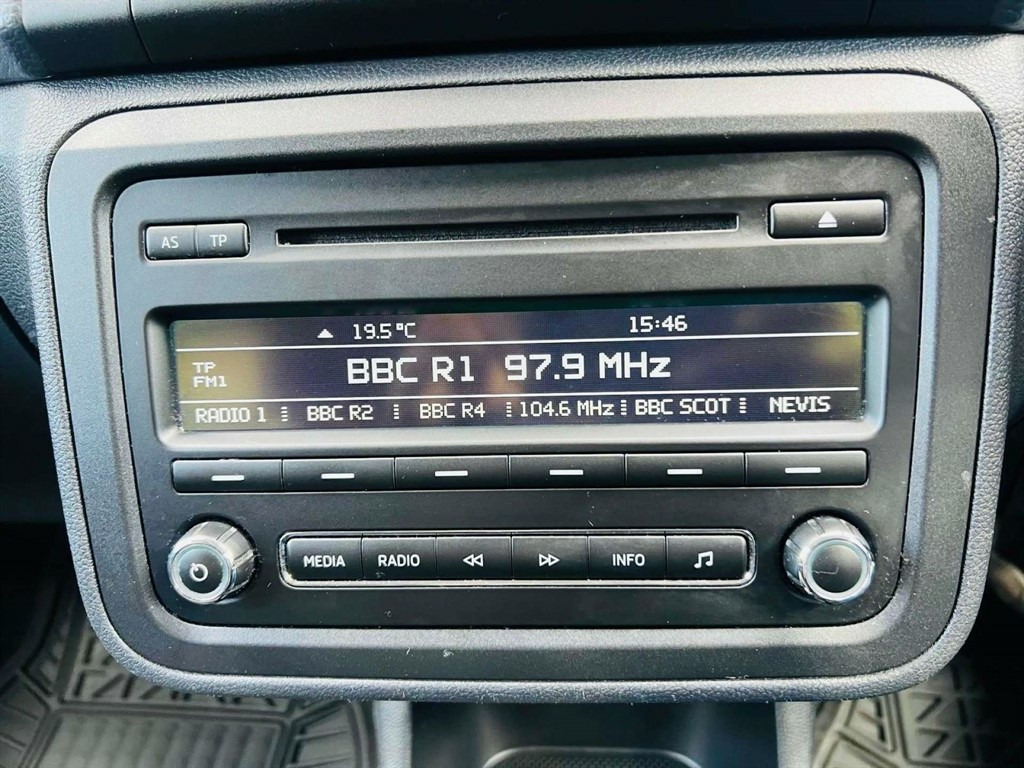 AS TP
19.5°C 15:46
TP
FM1
BBC R1 97.9 MHz
RADIO 1 BBC R2 BBC R4 104.6 MHz BBC SCOT NEVIS
MEDIA RADIO INFO